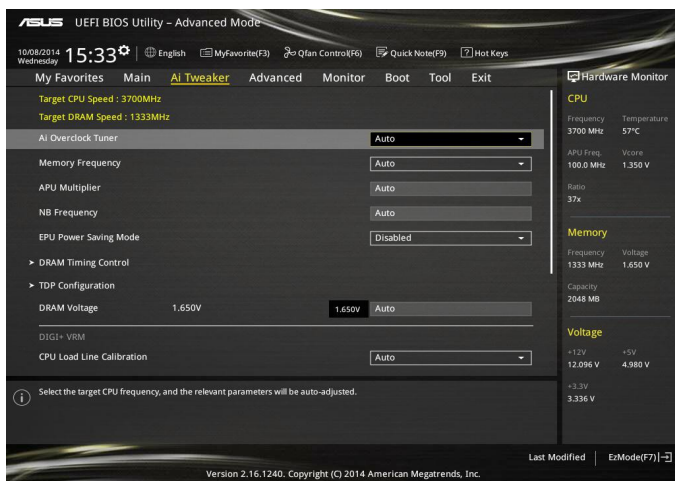 ASUS UEFI BIOS Utility – Advanced Mode
10/08/2014 Wednesday 15:33 English MyFavorite(F3) Qfan Control(F6) Quick Note(F9) ? Hot Keys
My Favorites Main Ai Tweaker Advanced Monitor Boot Tool Exit
Target CPU Speed : 3700MHz
Target DRAM Speed : 1333MHz
Ai Overclock Tuner Auto
Memory Frequency Auto
APU Multiplier Auto
NB Frequency Auto
EPU Power Saving Mode Disabled
> DRAM Timing Control
> TDP Configuration
DRAM Voltage 1.650V 1.650V Auto
DIGI+ VRM
CPU Load Line Calibration Auto
i Select the target CPU frequency, and the relevant parameters will be auto-adjusted.
Hardware Monitor
CPU
Frequency Temperature
3700 MHz 57°C
APU Freq. Vcore
100.0 MHz 1.350 V
Ratio
37x
Memory
Frequency Voltage
1333 MHz 1.650 V
Capacity
2048 MB
Voltage
+12V +5V
12.096 V 4.980 V
+3.3V
3.336 V
Last Modified EzMode(F7)
Version 2.16.1240. Copyright (C) 2014 American Megatrends, Inc.